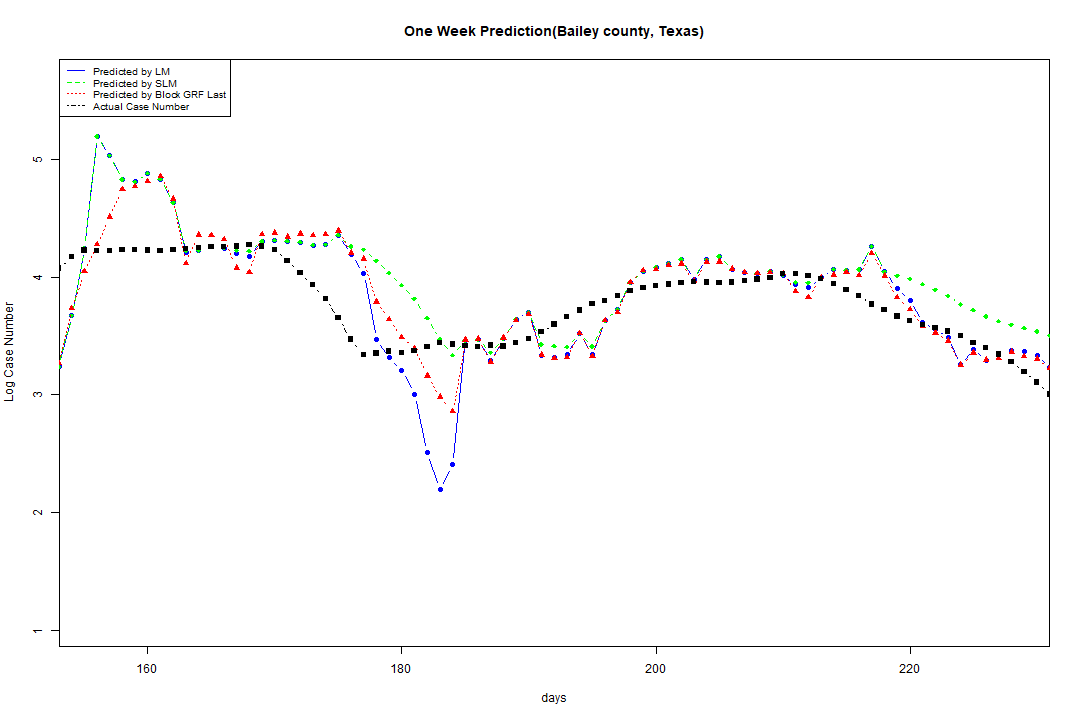 One Week Prediction(Bailey county, Texas)
Predicted by LM
Predicted by SLM
Predicted by Block GRF Last
Actual Case Number
5
4
3
2
1
Log Case Number
160 180 200 220
days